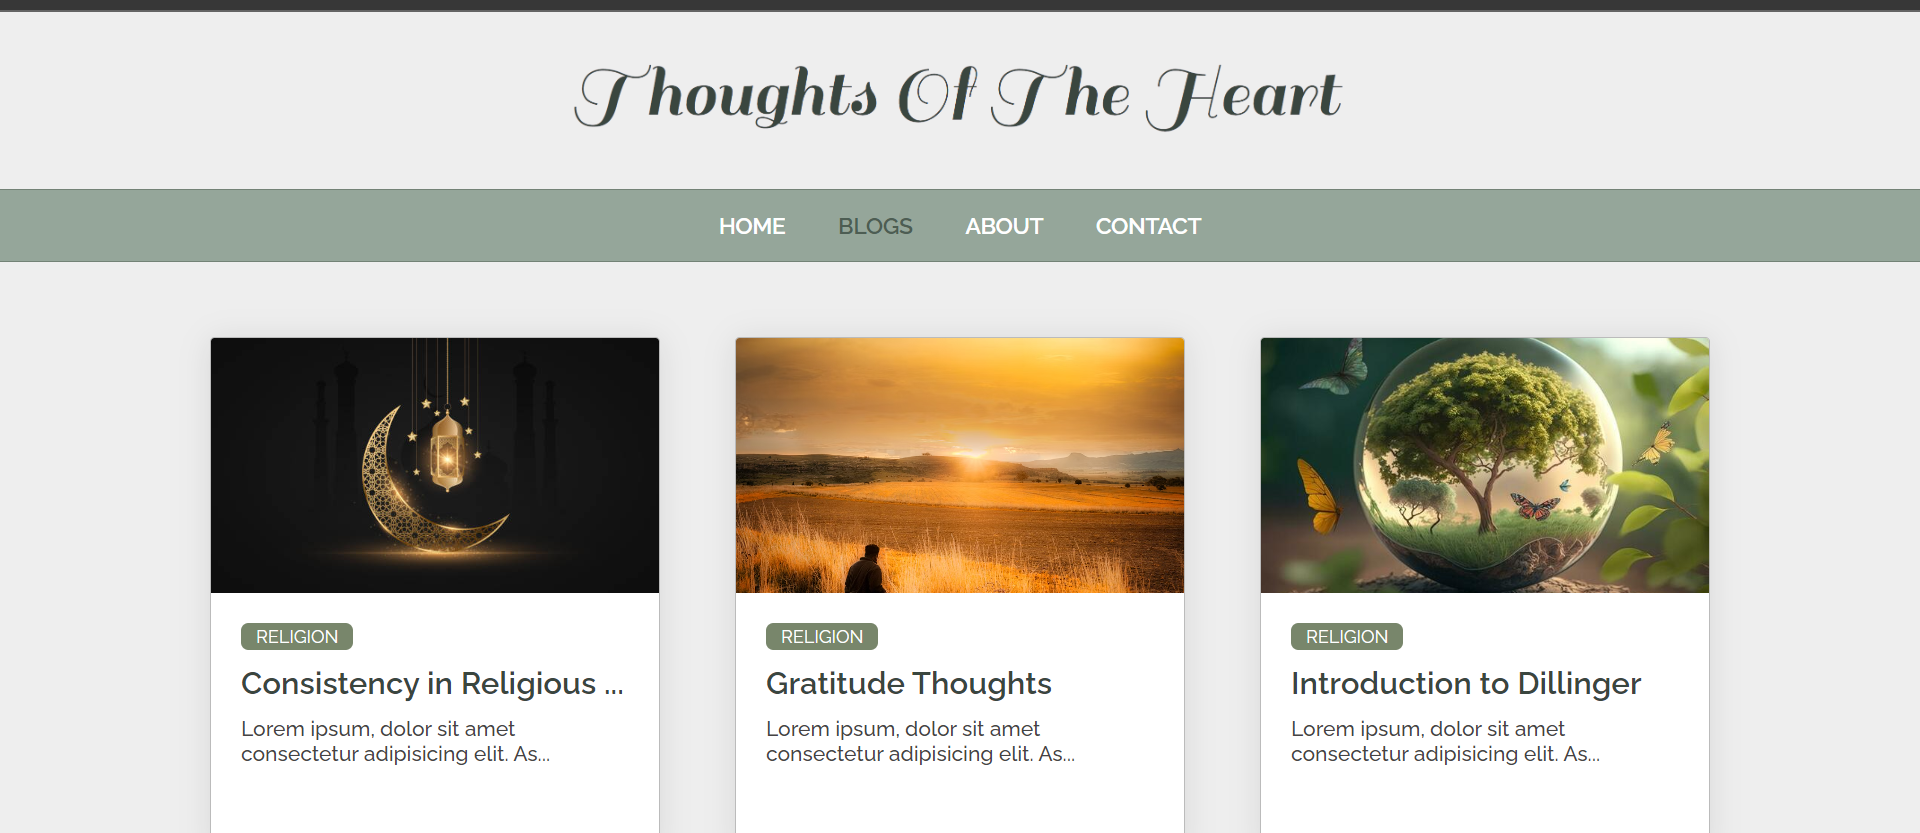 Thoughts Of The Heart
HOME BLOGS ABOUT CONTACT
RELIGION
Consistency in Religious ...
Lorem ipsum, dolor sit amet
consectetur adipisicing elit. As...
RELIGION
Gratitude Thoughts
Lorem ipsum, dolor sit amet
consectetur adipisicing elit. As...
RELIGION
Introduction to Dillinger
Lorem ipsum, dolor sit amet
consectetur adipisicing elit. As...